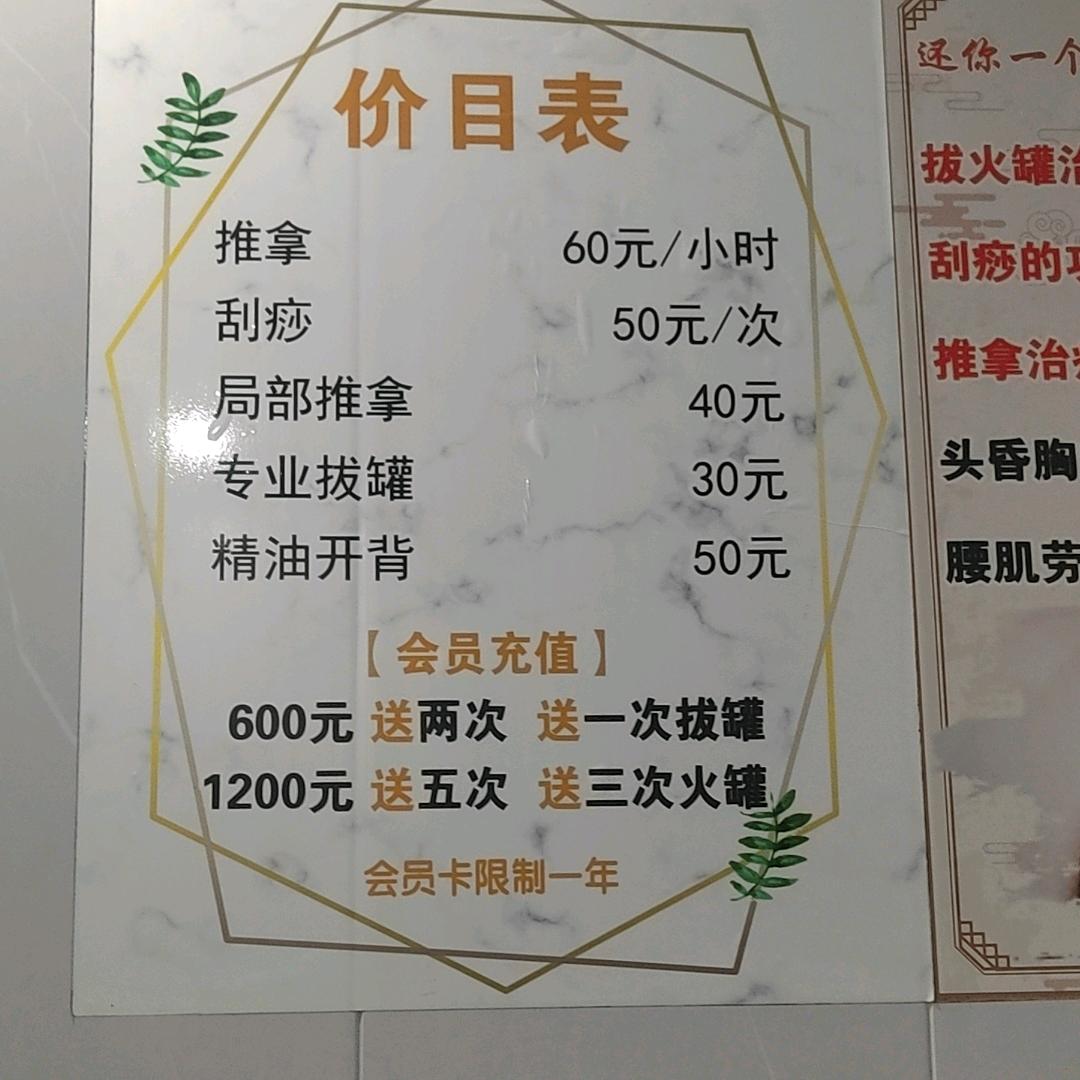 价目表
推拿 60元/小时
刮痧 50元/次
局部推拿 40元
专业拔罐 30元
精油开背 50元
【会员充值】
600元 送两次 送一次拔罐
1200元 送五次 送三次火罐
会员卡限制一年
还你一个
拔火罐治
刮痧的
推拿治
头昏胸
腰肌劳